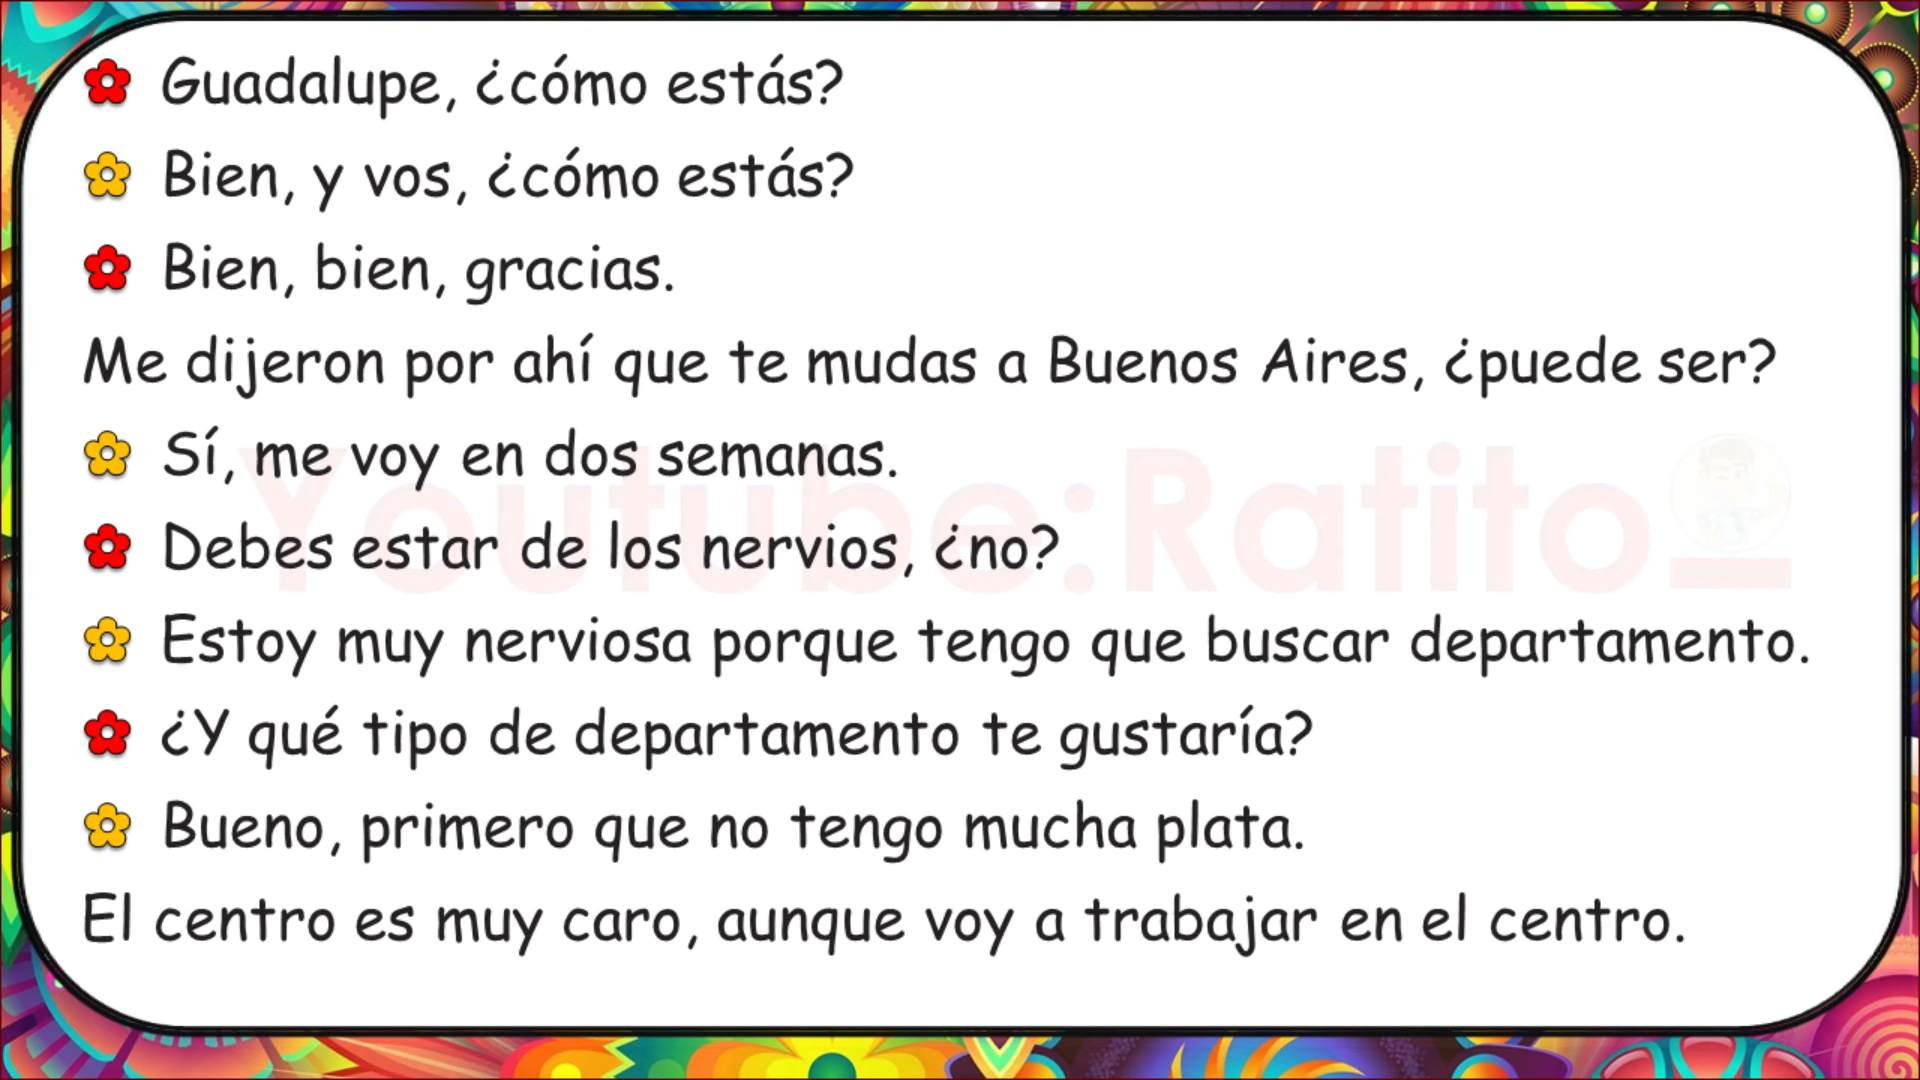 Guadalupe, ¿cómo estás?
Bien, y vos, ¿cómo estás?
Bien, bien, gracias.
Me dijeron por ahí que te mudas a Buenos Aires, ¿puede ser?
Sí, me voy en dos semanas.
Youtube:Ratito
Debes estar de los nervios, ¿no?
Estoy muy nerviosa porque tengo que buscar departamento.
¿Y qué tipo de departamento te gustaría?
Bueno, primero que no tengo mucha plata.
El centro es muy caro, aunque voy a trabajar en el centro.